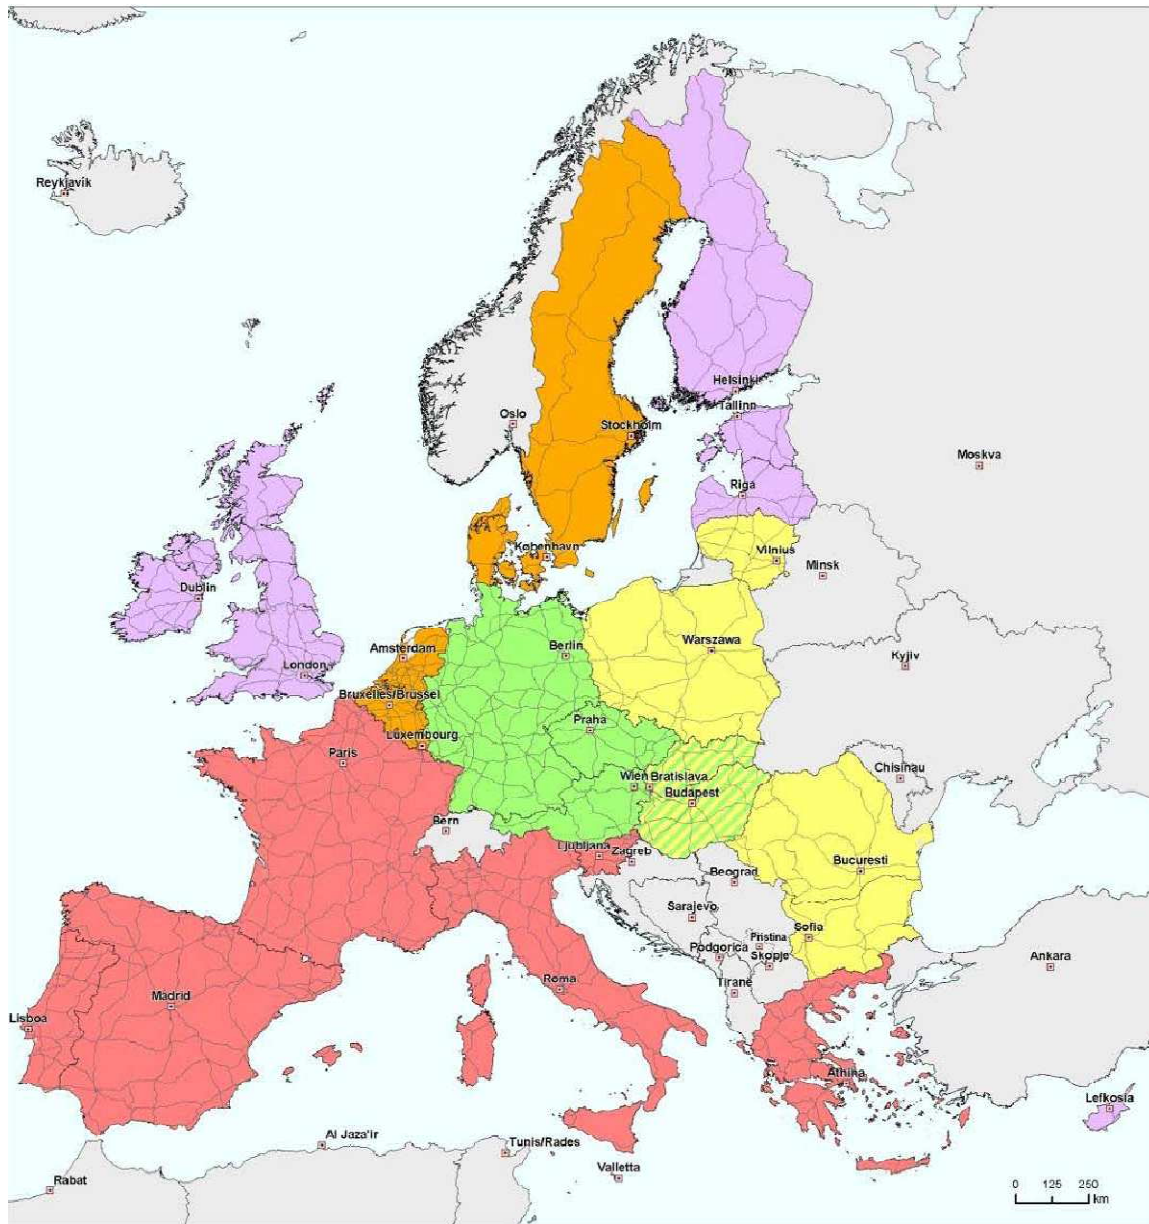 Reykjavik
Helsinki
Tallinn
Oslo
Stockholm
Moskva
Riga
København
Vilnius
Minsk
Dublin
Amsterdam
Berlin
Warszawa
Kyjiv
London
Bruxelles/Brussel
Praha
Luxembourg
Paris
Wien
Bratislava
Chisinau
Budapest
Bern
Ljubljana
Zagreb
Bucuresti
Beograd
Sarajevo
Sofia
Pristina
Podgorica
Skopje
Ankara
Roma
Tirane
Madrid
Lisboa
Athina
Lefkosia
Al Jaza'ir
Tunis/Rades
Valletta
Rabat
0 125 250
km